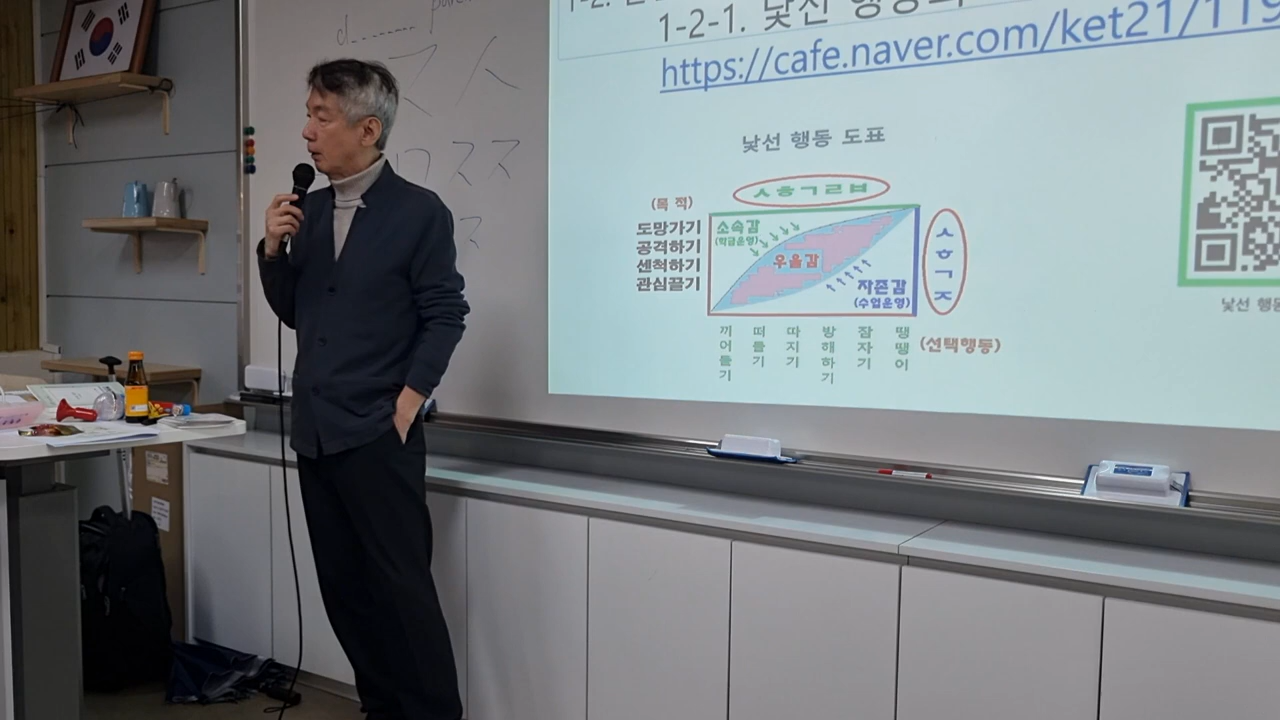 1-2-1. 낯선 행동
https://cafe.naver.com/ket21/119
낯선 행동 도표
ㅅㅎㄱㄹㅂ
(목 적)
도망가기
공격하기
센척하기
관심끌기
소속감
(학급운영)
우울감
자존감
(수업운영)
ㅅㅎㄱㅈ
끼어들기
떠들기
따지기
방해하기
잠자기
땡땡이
(선택행동)
낯선 행동